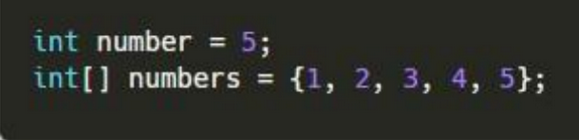 int number = 5;
int[] numbers = {1, 2, 3, 4, 5};